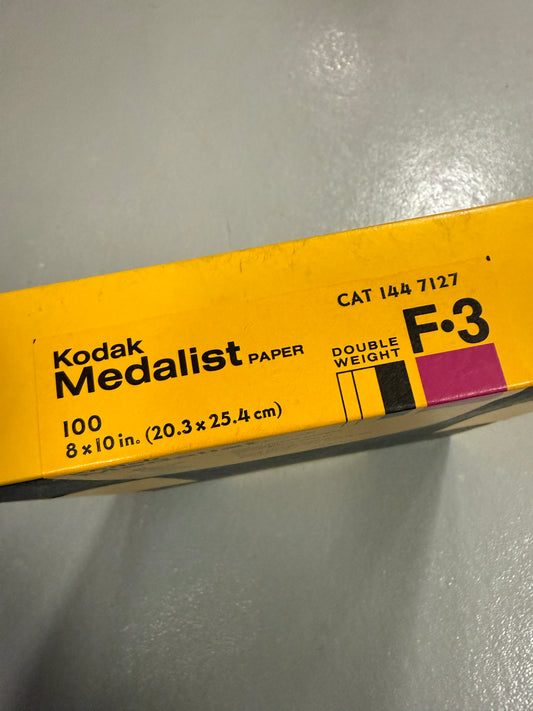 CAT 144 7127
Kodak
Medalist PAPER
DOUBLE
WEIGHT
F•3
100
8 x 10 in. (20.3 x 25.4 cm)